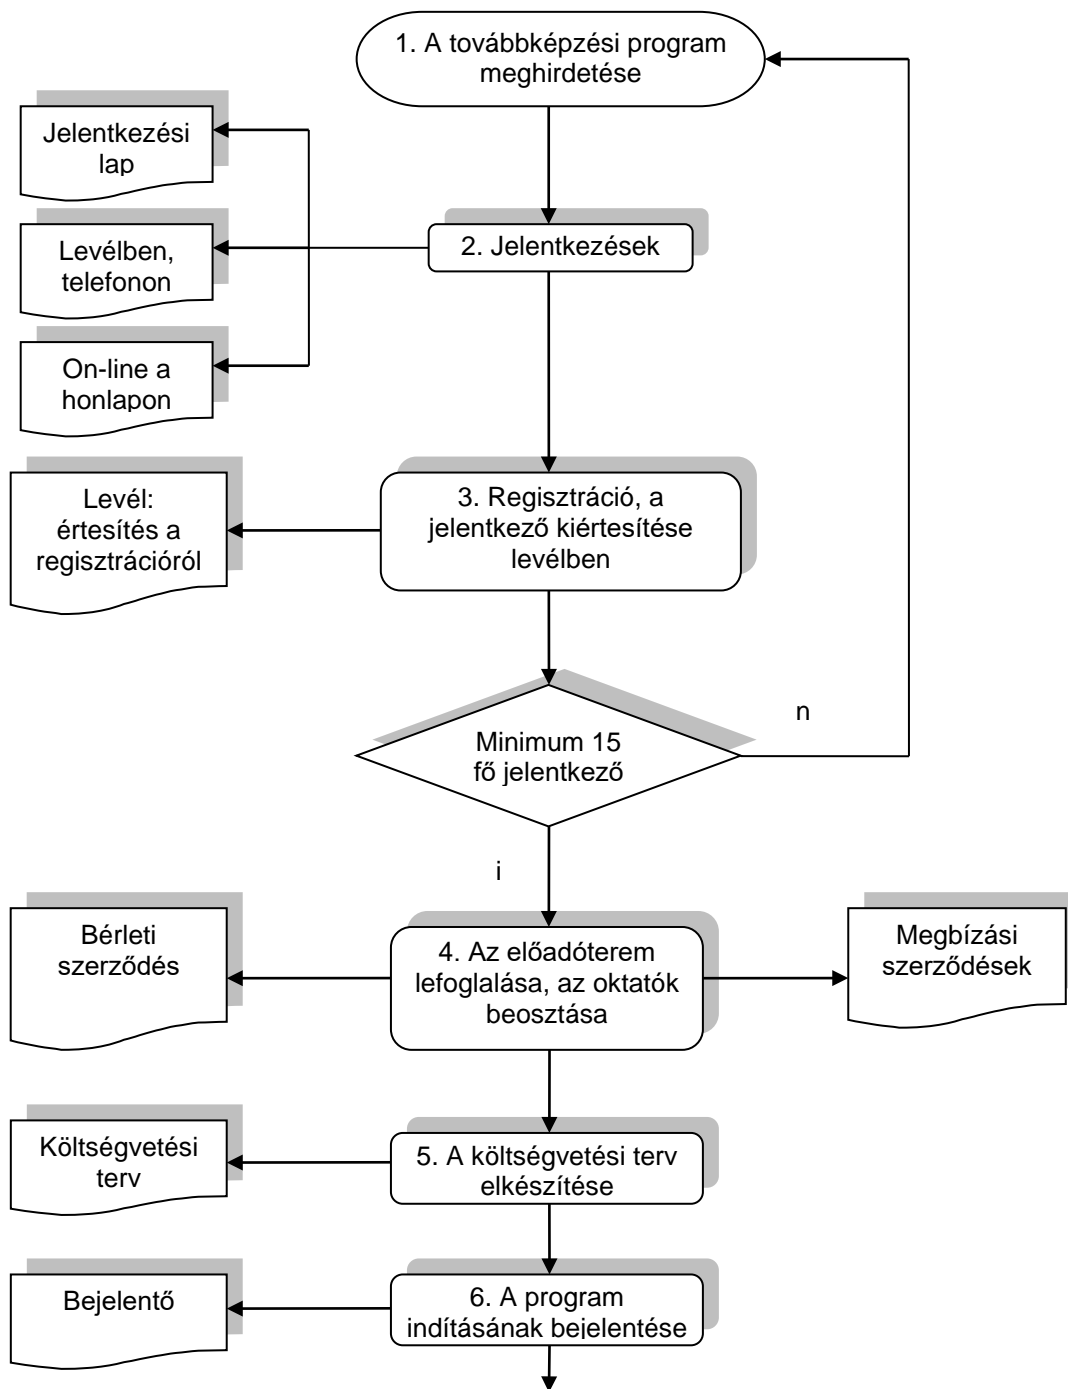 1. A továbbképzési program
meghirdetése
Jelentkezési
lap
2. Jelentkezések
Levélben,
telefonon
On-line a
honlapon
3. Regisztráció, a
jelentkező kiértesítése
levélben
Levél:
értesítés a
regisztrációról
n
Minimum 15
fő jelentkező
i
Bérleti
szerződés
4. Az előadóterem
lefoglalása, az oktatók
beosztása
Megbízási
szerződések
Költségvetési
terv
5. A költségvetési terv
elkészítése
Bejelentő
6. A program
indításának bejelentése